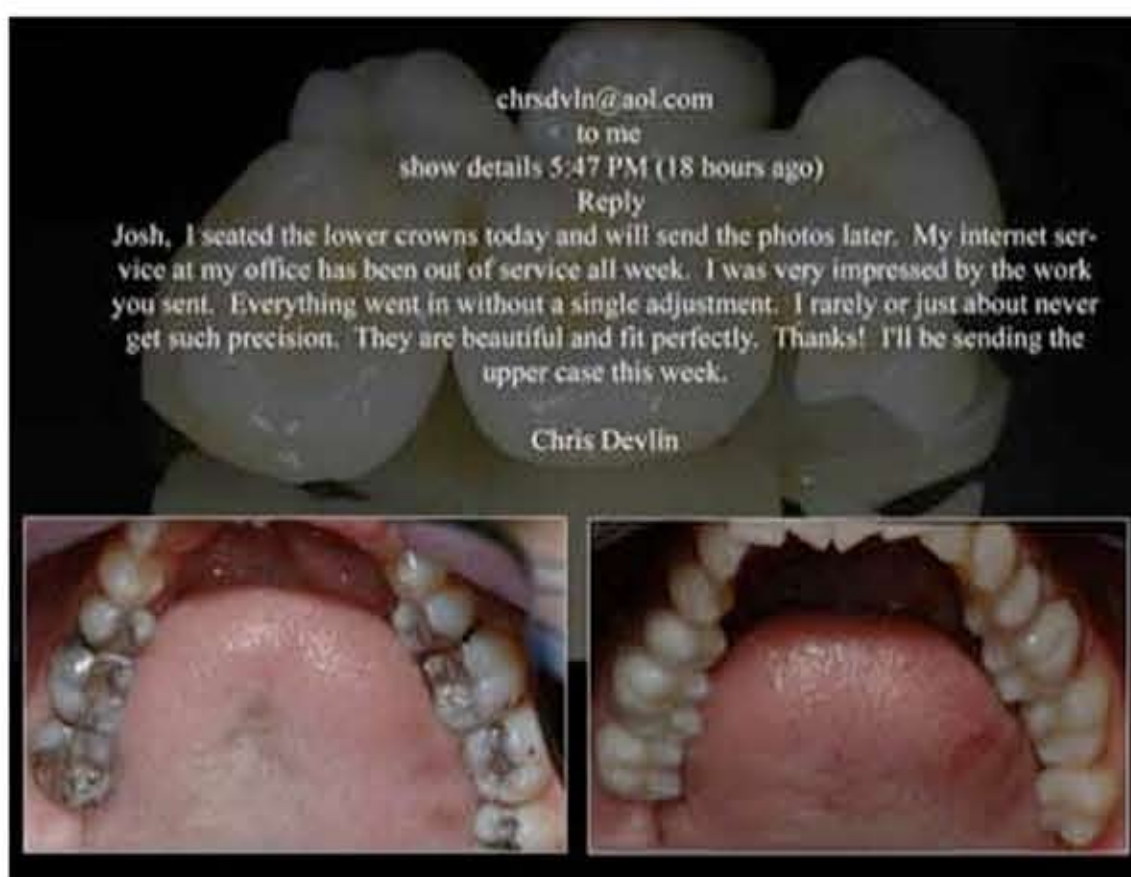 chrsdvln@aol.com
to me
show details 5:47 PM (18 hours ago)
Reply
Josh,  I seated the lower crowns today and will send the photos later.  My internet ser-
vice at my office has been out of service all week.  I was very impressed by the work
you sent.  Everything went in without a single adjustment.  I rarely or just about never
get such precision.  They are beautiful and fit perfectly.  Thanks!  I'll be sending the
upper case this week.
Chris Devlin